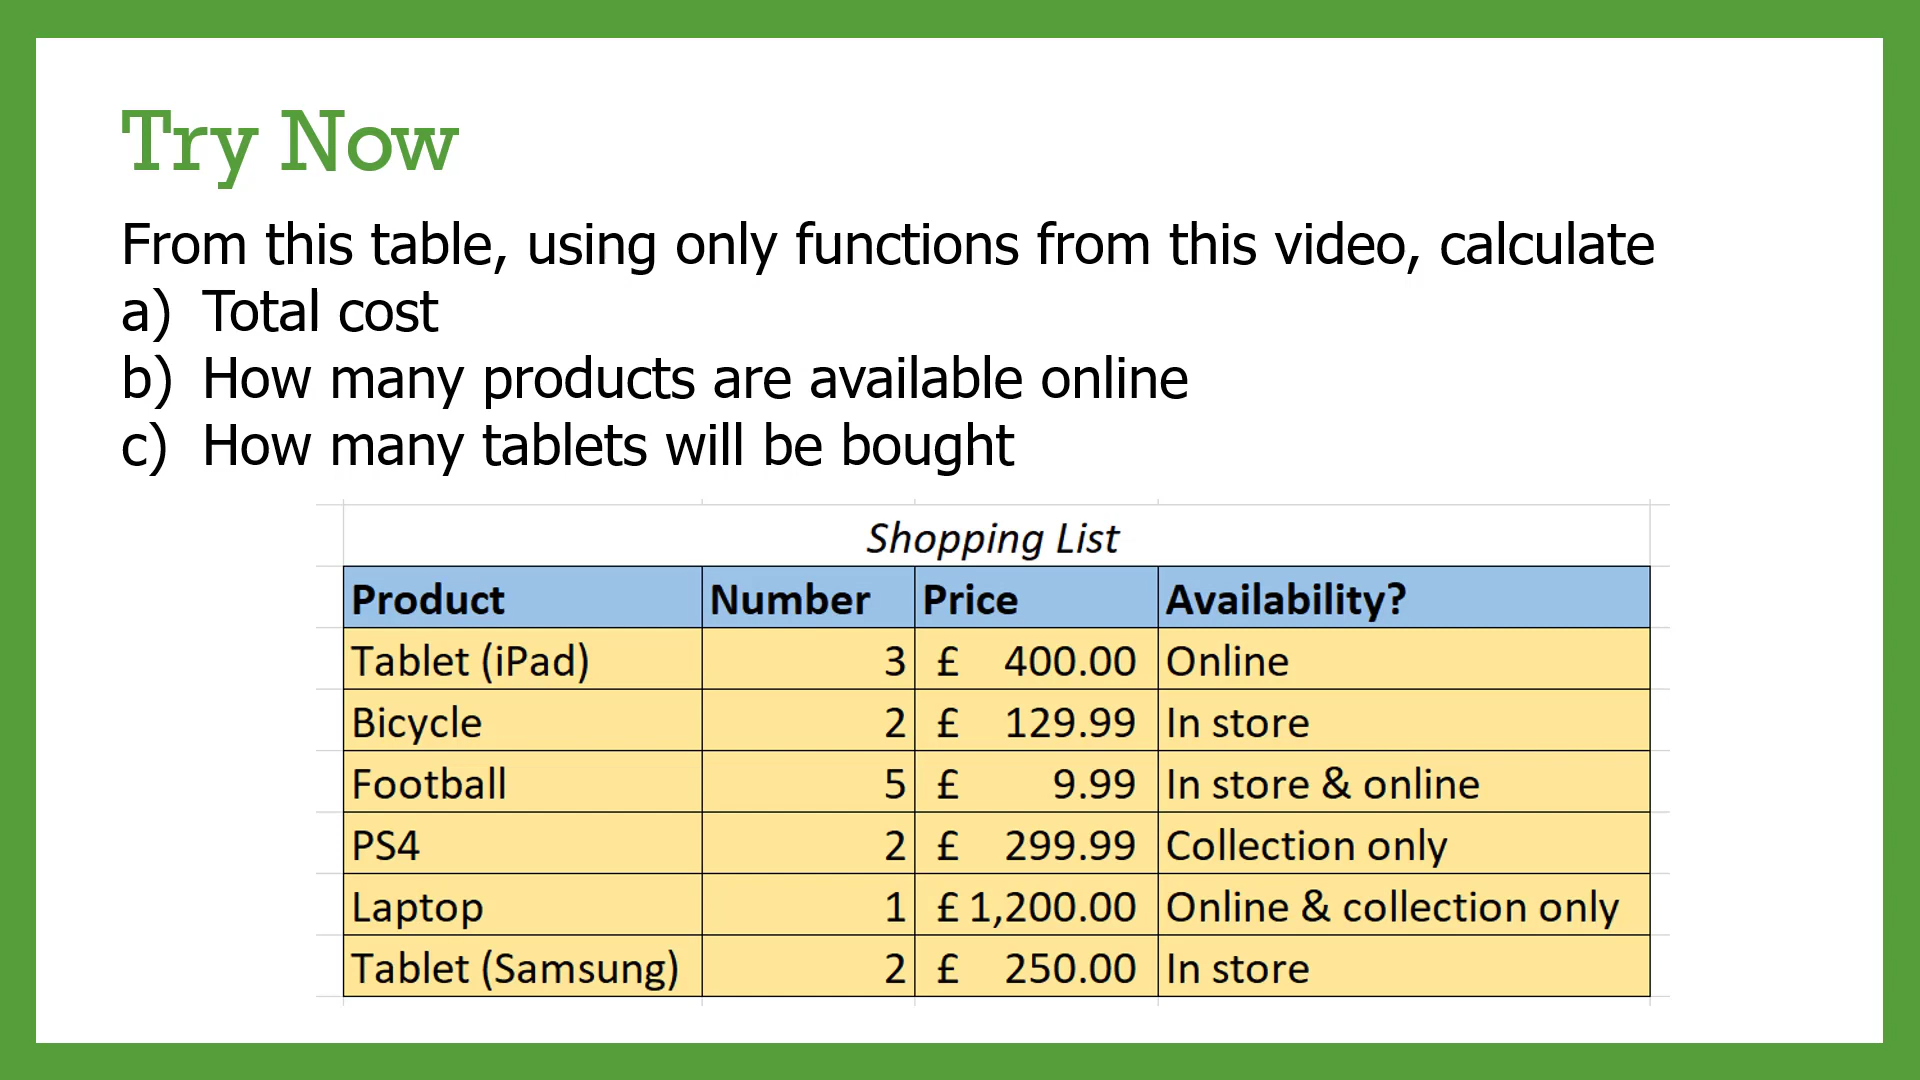 Try Now
From this table, using only functions from this video, calculate
a) Total cost
b) How many products are available online
c) How many tablets will be bought
Shopping List
Product Number Price Availability?
Tablet (iPad) 3 £ 400.00 Online
Bicycle 2 £ 129.99 In store
Football 5 £ 9.99 In store & online
PS4 2 £ 299.99 Collection only
Laptop 1 £ 1,200.00 Online & collection only
Tablet (Samsung) 2 £ 250.00 In store